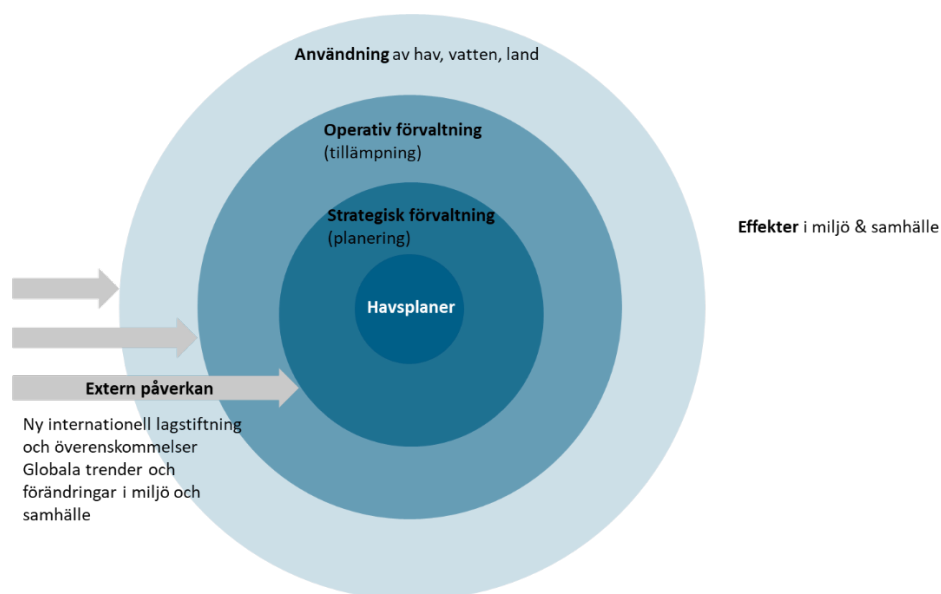 Användning av hav, vatten, land
Operativ förvaltning
(tillämpning)
Strategisk förvaltning
(planering)
Effekter i miljö & samhälle
Havsplaner
Extern påverkan
Ny internationell lagstiftning
och överenskommelser
Globala trender och
förändringar i miljö och
samhälle